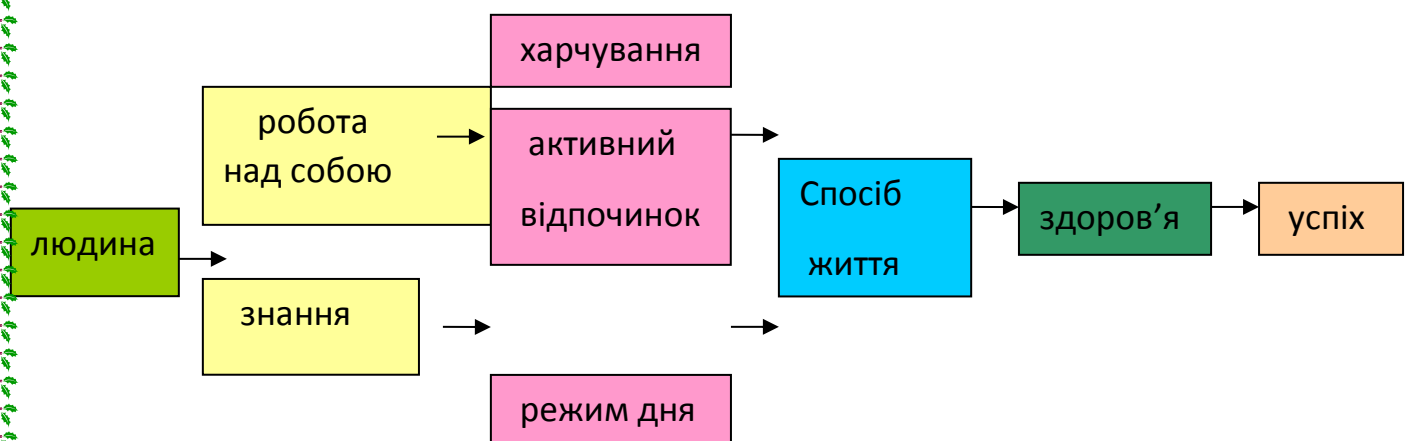 людина
робота
над собою
знання
харчування
активний
відпочинок
режим дня
Спосіб
життя
здоров’я
успіх